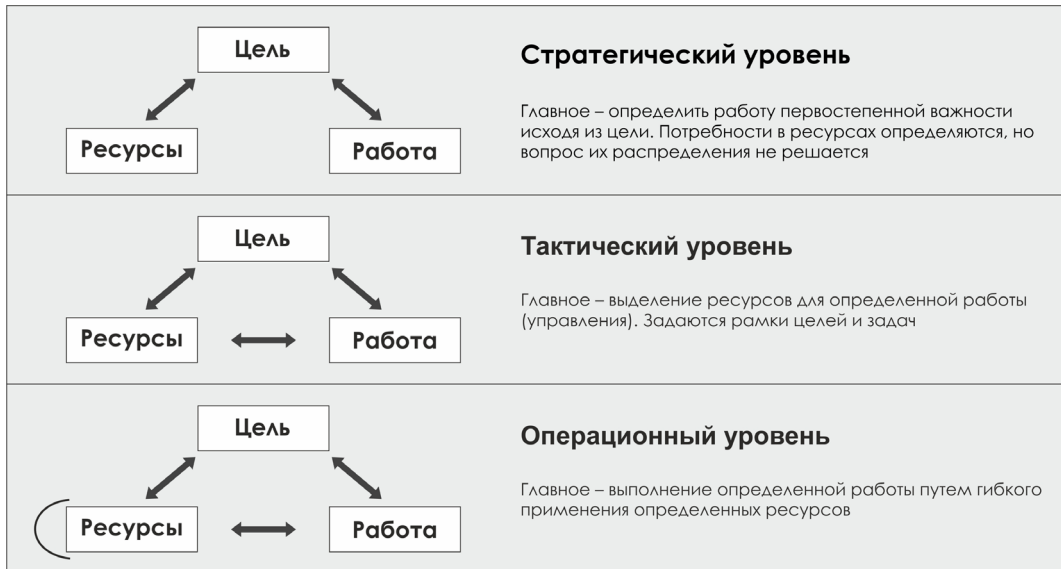 Цель
Стратегический уровень
Главное – определить работу первостепенной важности
исходя из цели. Потребности в ресурсах определяются, но
вопрос их распределения не решается
Ресурсы
Работа
Цель
Тактический уровень
Главное – выделение ресурсов для определенной работы
(управления). Задаются рамки целей и задач
Ресурсы
Работа
Цель
Операционный уровень
Главное – выполнение определенной работы путем гибкого
применения определенных ресурсов
Ресурсы
Работа